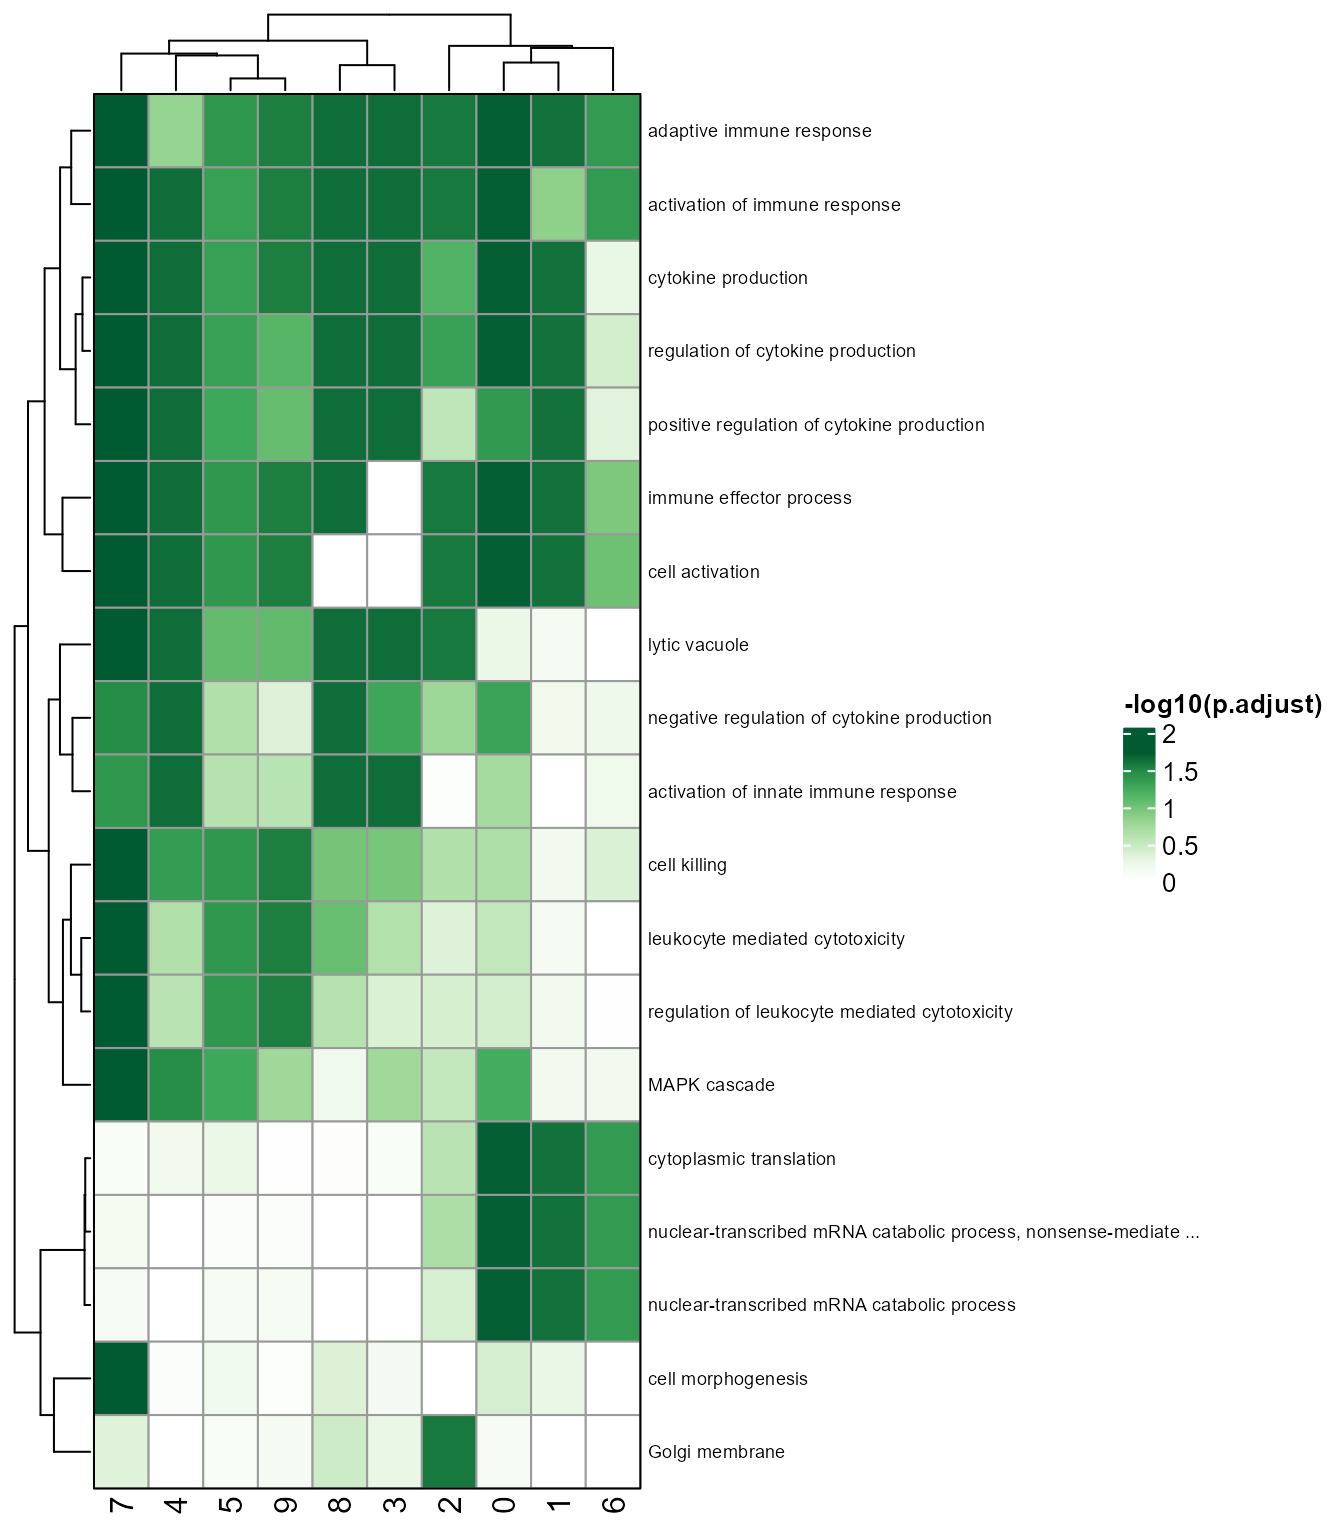 adaptive immune response
activation of immune response
cytokine production
regulation of cytokine production
positive regulation of cytokine production
immune effector process
cell activation
lytic vacuole
negative regulation of cytokine production
activation of innate immune response
cell killing
leukocyte mediated cytotoxicity
regulation of leukocyte mediated cytotoxicity
MAPK cascade
cytoplasmic translation
nuclear-transcribed mRNA catabolic process, nonsense-mediate ...
nuclear-transcribed mRNA catabolic process
cell morphogenesis
Golgi membrane
7 4 5 9 8 3 2 0 1 6
-log10(p.adjust)
2
1.5
1
0.5
0